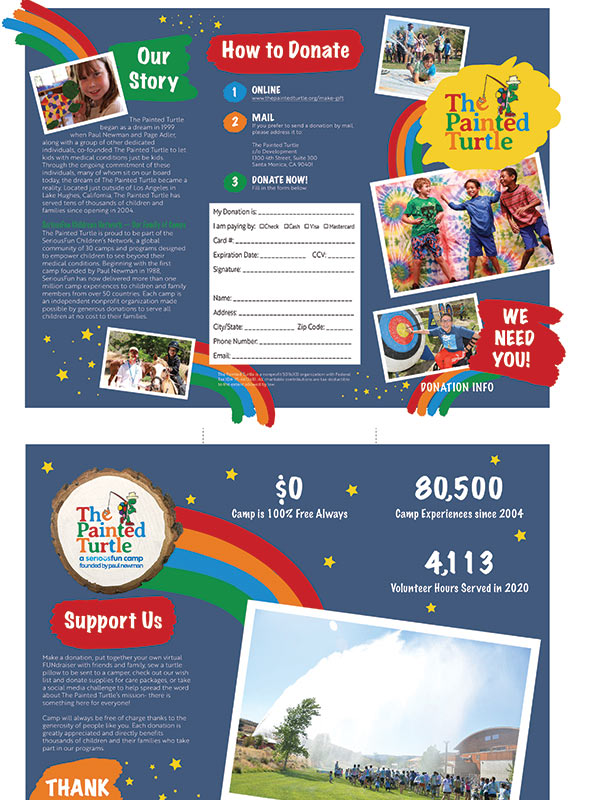 Our
Story
The Painted Turtle
began as a dream in 1999
when Paul Newman and Page Adler,
along with a group of other dedicated
individuals, co-founded The Painted Turtle to let
kids with medical conditions just be kids.
Through the ongoing commitment of these
individuals, many of whom sit on our board
today, the dream of The Painted Turtle became a
reality. Located just outside of Los Angeles in
Lake Hughes, California, The Painted Turtle has
served tens of thousands of children and
families since opening in 2004.
SeriousFun Children's Network — Our Family of Camps
The Painted Turtle is proud to be part of the
SeriousFun Children's Network, a global
community of 30 camps and programs designed
to empower children to see beyond their
medical conditions. Beginning with the first
camp founded by Paul Newman in 1988,
SeriousFun has now delivered more than one
million camp experiences to children and family
members from over 50 countries. Each camp is
an independent nonprofit organization made
possible by generous donations to serve all
children at no cost to their families.
How to Donate
1 ONLINE
www.thepaintedturtle.org/make-gift
2 MAIL
If you prefer to send a donation by mail,
please address it to:
The Painted Turtle
c/o Development
1300 4th Street, Suite 300
Santa Monica, CA 90401
3 DONATE NOW!
Fill in the form below
My Donation is:
I am paying by: Check Cash Visa Mastercard
Card #:
Expiration Date: CCV:
Signature:
Name:
Address:
City/State: Zip Code:
Phone Number:
Email:
The Painted Turtle is a nonprofit 501(c)(3) organization with Federal
All charitable contributions are tax deductible
to the extent allowed by law.
The
Painted
Turtle
WE
NEED
YOU!
DONATION INFO
The
Painted
Turtle
a seriousfun camp
founded by paul newman
$0
Camp is 100% Free Always
80,500
Camp Experiences since 2004
4,113
Volunteer Hours Served in 2020
Support Us
Make a donation, put together your own virtual
FUNdraiser with friends and family, sew a turtle
pillow to be sent to a camper, check out our wish
list and donate supplies for care packages, or take
a social media challenge to help spread the word
about The Painted Turtle's mission- there is
something here for everyone!
Camp will always be free of charge thanks to the
generosity of people like you. Each donation is
greatly appreciated and directly benefits
thousands of children and their families who take
part in our programs.
THANK